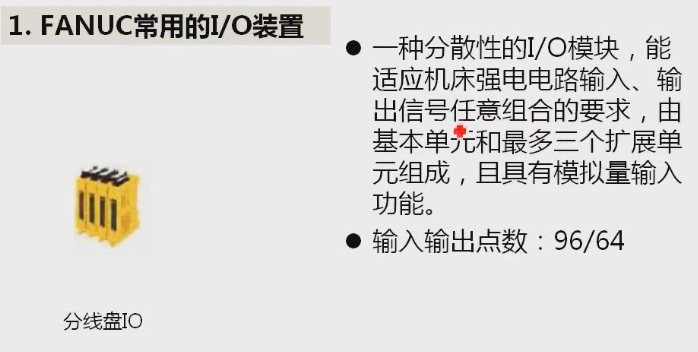 1. FANUC常用的I/O装置
● 一种分散性的I/O模块，能
适应机床强电电路输入、输
出信号任意组合的要求，由
基本单元和最多三个扩展单
元组成，且具有模拟量输入
功能。
● 输入输出点数：96/64
分线盘IO